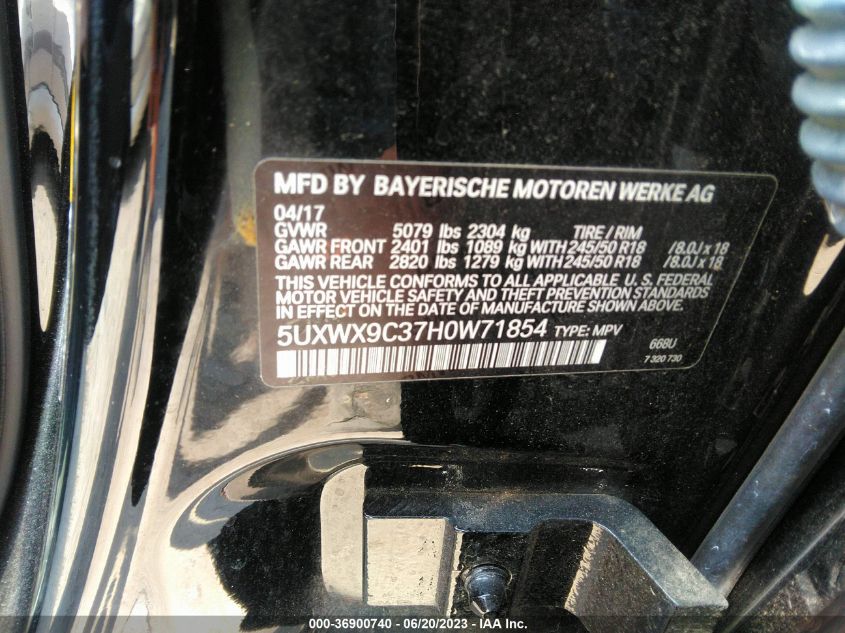 MFD BY BAYERISCHE MOTOREN WERKE AG
04/17
GVWR 5079 lbs 2304 kg TIRE / RIM
GAWR FRONT 2401 lbs 1089 kg WITH 245/50 R18 /8.0J x 18
GAWR REAR 2820 lbs 1279 kg WITH 245/50 R18 /8.0J x 18
THIS VEHICLE CONFORMS TO ALL APPLICABLE U. S. FEDERAL
MOTOR VEHICLE SAFETY AND THEFT PREVENTION STANDARDS
IN EFFECT ON THE DATE OF MANUFACTURE SHOWN ABOVE.
5UXWX9C37H0W71854 TYPE: MPV
668U
7 320 730
000-36900740 - 06/20/2023 - IAA Inc.